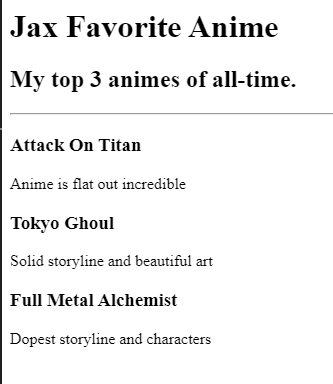 Jax Favorite Anime
My top 3 animes of all-time.
Attack On Titan
Anime is flat out incredible
Tokyo Ghoul
Solid storyline and beautiful art
Full Metal Alchemist
Dopest storyline and characters